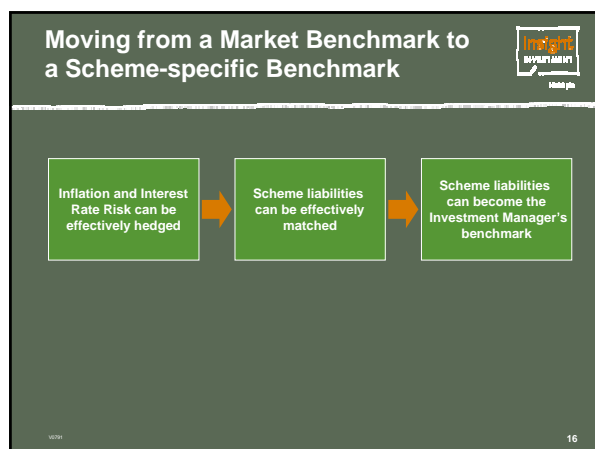 Moving from a Market Benchmark to
a Scheme-specific Benchmark
Insight
INVESTMENT
Inflation and Interest
Rate Risk can be
effectively hedged
Scheme liabilities
can be effectively
matched
Scheme liabilities
can become the
Investment Manager's
benchmark
16